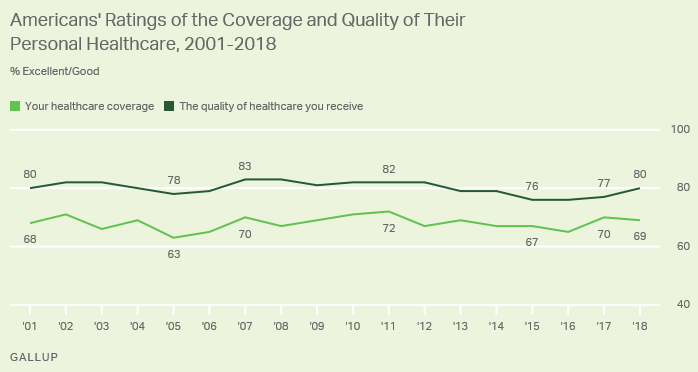 Americans' Ratings of the Coverage and Quality of Their
Personal Healthcare, 2001-2018
% Excellent/Good
Your healthcare coverage The quality of healthcare you receive
100
83
82
80 78 76 77 80
80
68 63 70 72 67 70 69
60
40
'01 '02 '03 '04 '05 '06 '07 '08 '09 '10 '11 '12 '13 '14 '15 '16 '17 '18
GALLUP